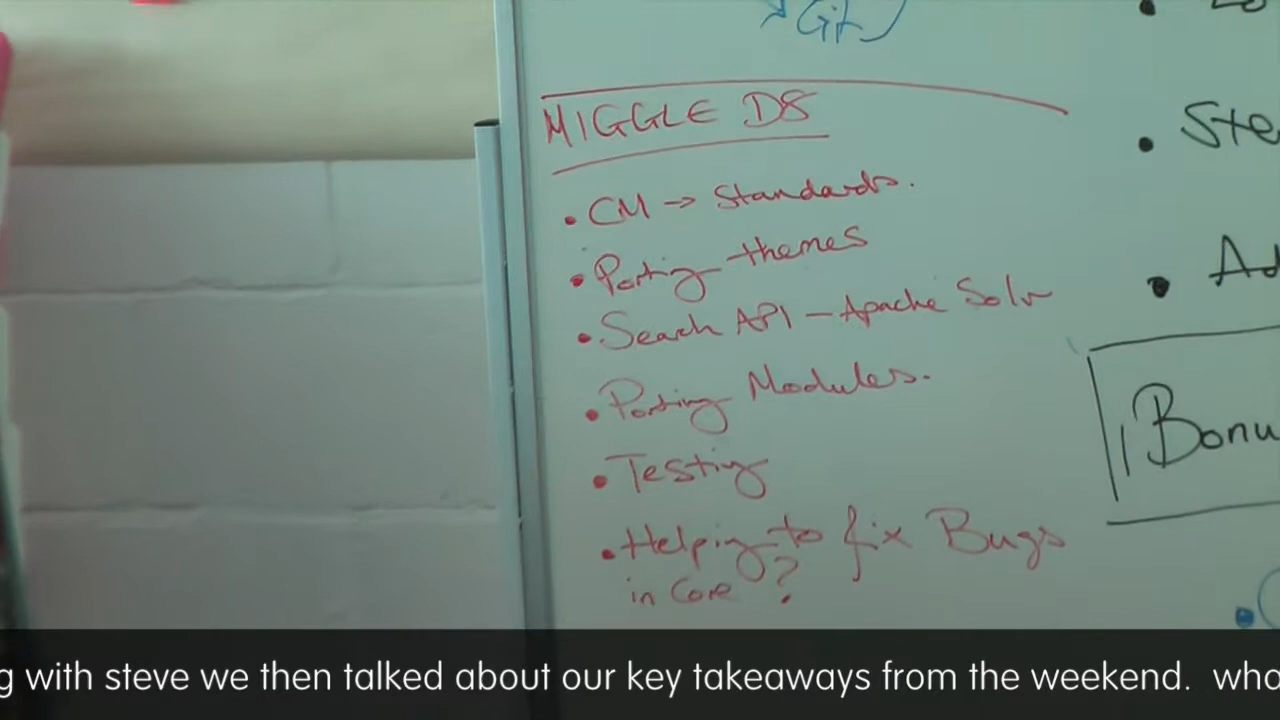 Git
MIGGLE D8
• CM → Standards.
• Porting themes
• Search API - Apache Solr
• Porting Modules.
• Testing
• Helping to fix Bugs
in Core ?
• Ste
• Ad
Bonu
g with steve we then talked about our key takeaways from the weekend. who